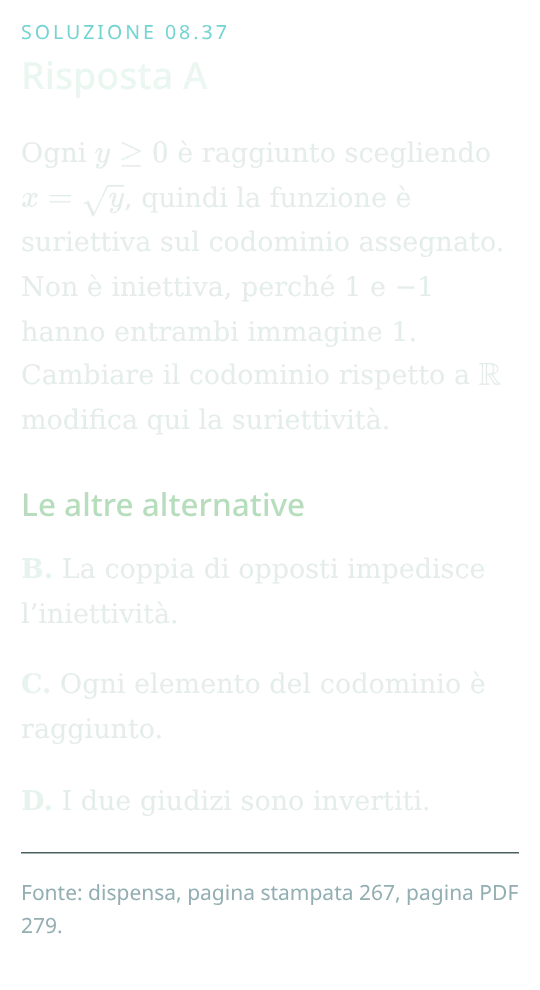 SOLUZIONE 08.37
Risposta A
Ogni y ≥ 0 è raggiunto scegliendo
x = √y, quindi la funzione è
suriettiva sul codominio assegnato.
Non è iniettiva, perché 1 e −1
hanno entrambi immagine 1.
Cambiare il codominio rispetto a ℝ
modifica qui la suriettività.
Le altre alternative
B. La coppia di opposti impedisce
l’iniettività.
C. Ogni elemento del codominio è
raggiunto.
D. I due giudizi sono invertiti.
Fonte: dispensa, pagina stampata 267, pagina PDF
279.